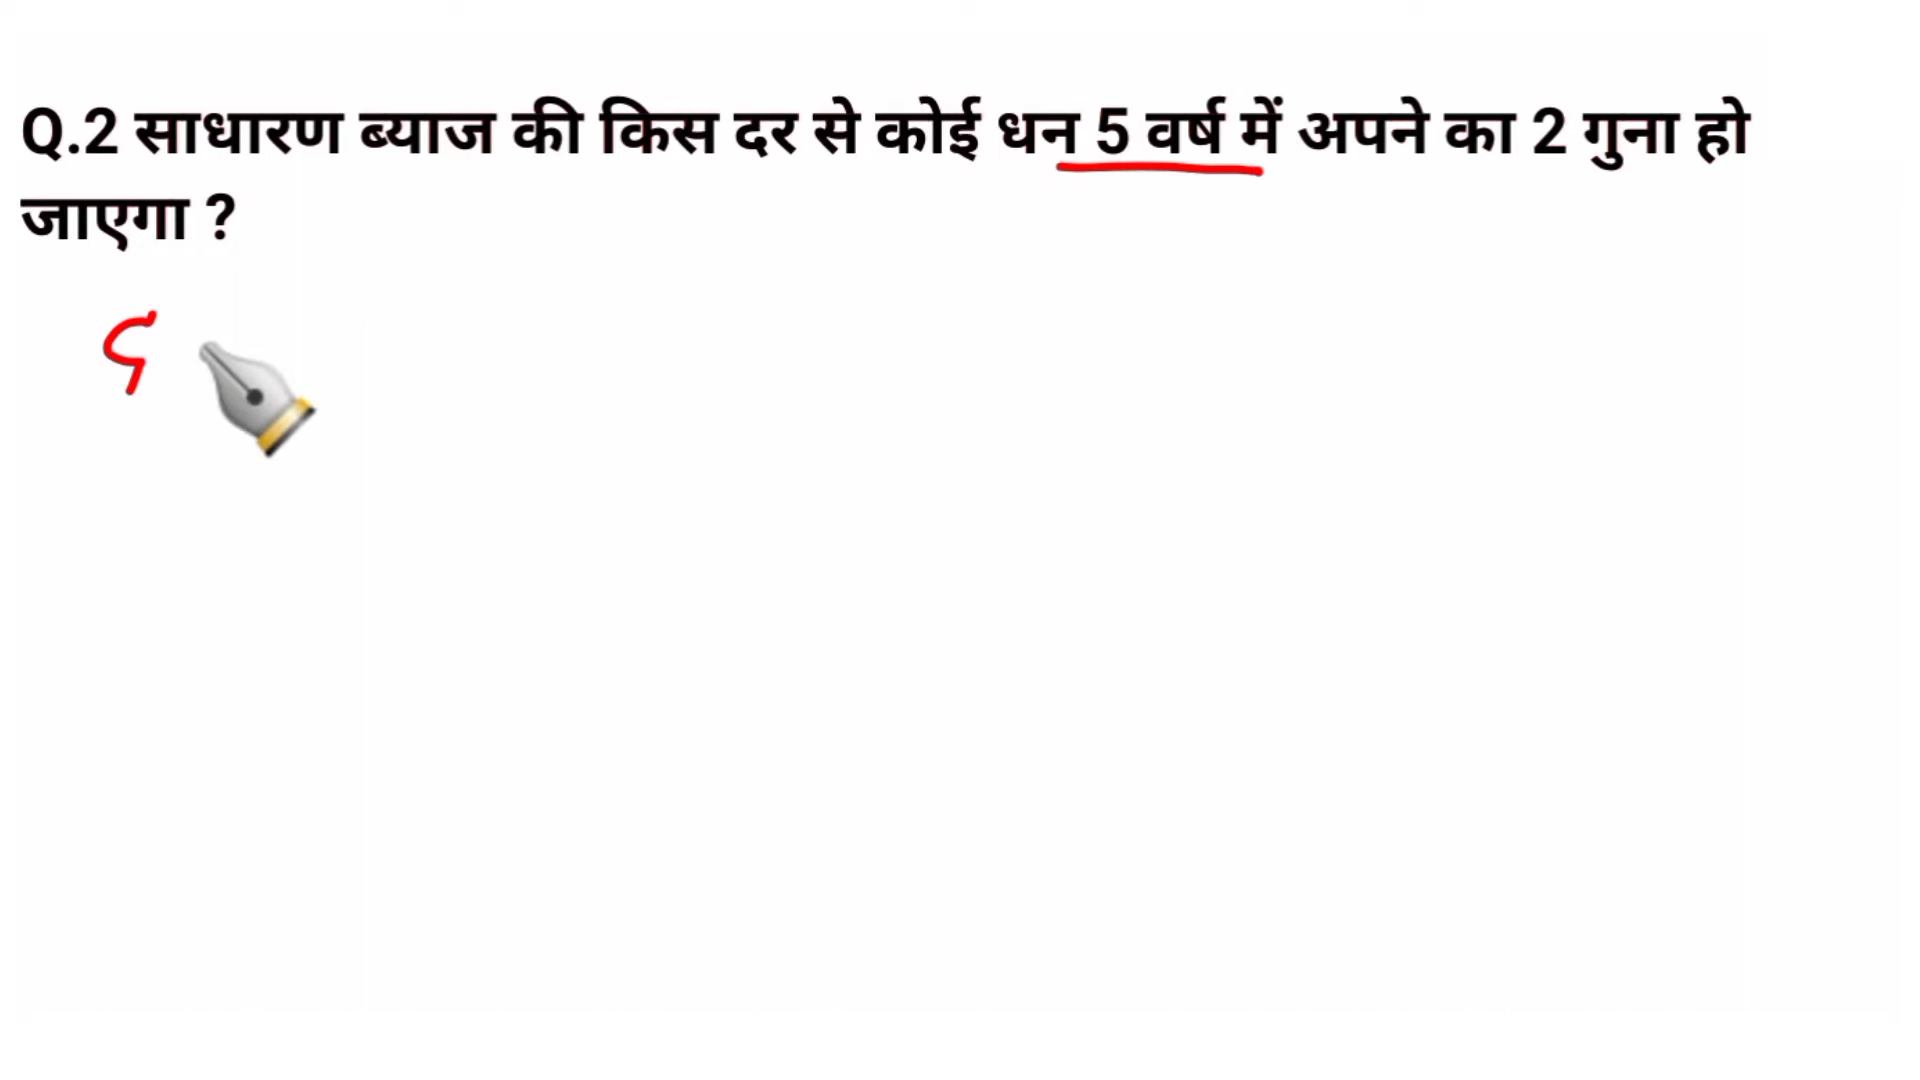 Q.2 साधारण ब्याज की किस दर से कोई धन 5 वर्ष में अपने का 2 गुना हो
जाएगा ?